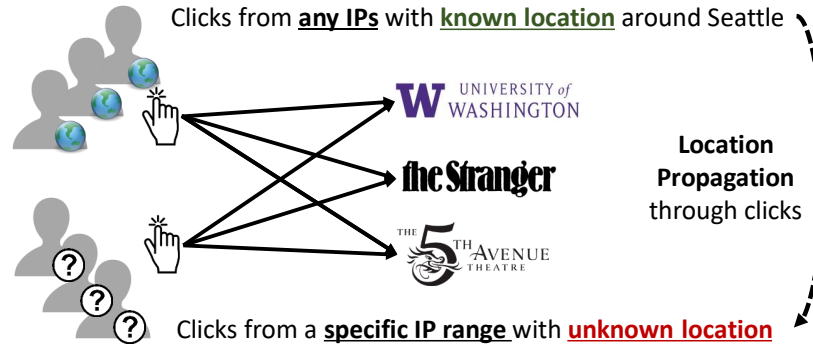 Clicks from any IPs with known location around Seattle
W UNIVERSITY of
WASHINGTON
the Stranger
THE
5TH AVENUE
THEATRE
Location
Propagation
through clicks
?
?
?
Clicks from a specific IP range with unknown location